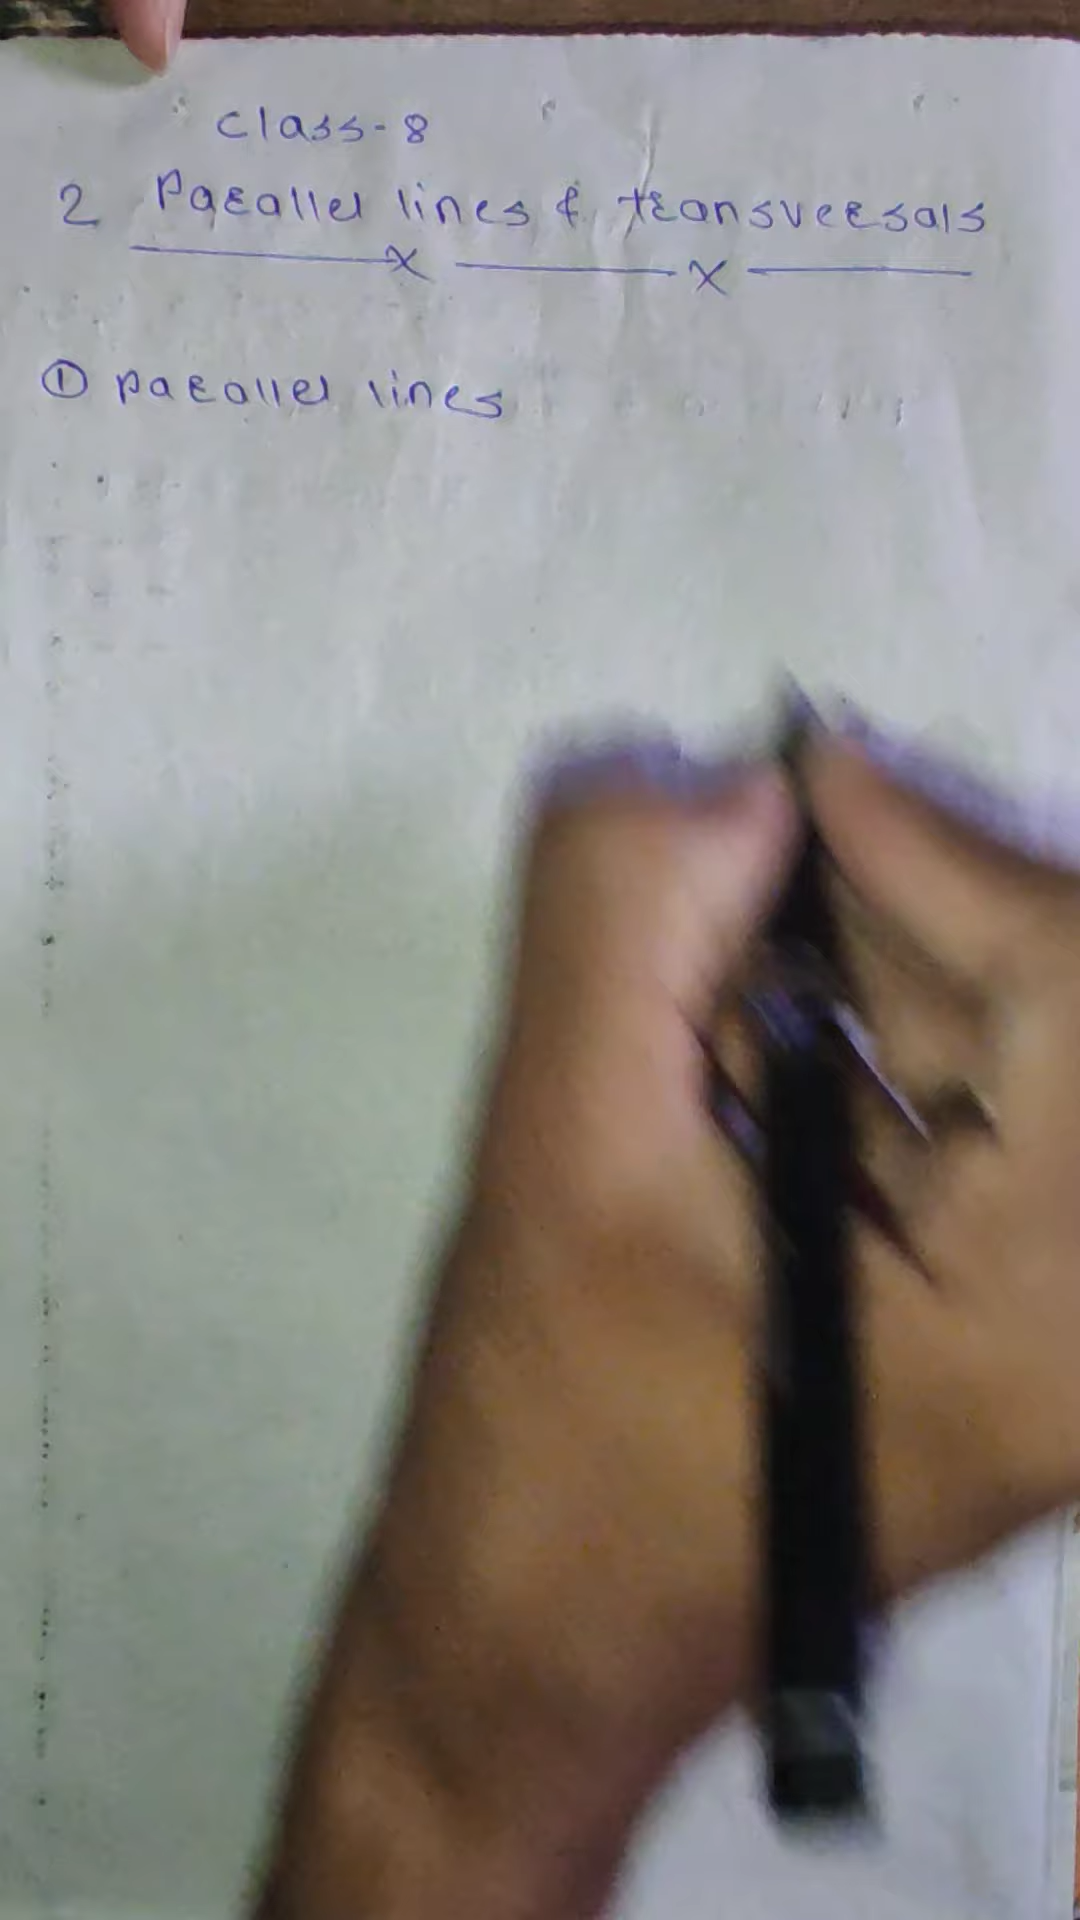 class-8
2 Parallel lines & transversals
x x
① parallel lines